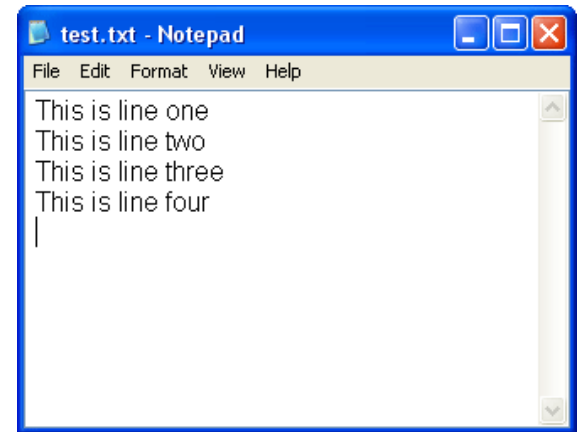 test.txt - Notepad
File Edit Format View Help
This is line one
This is line two
This is line three
This is line four